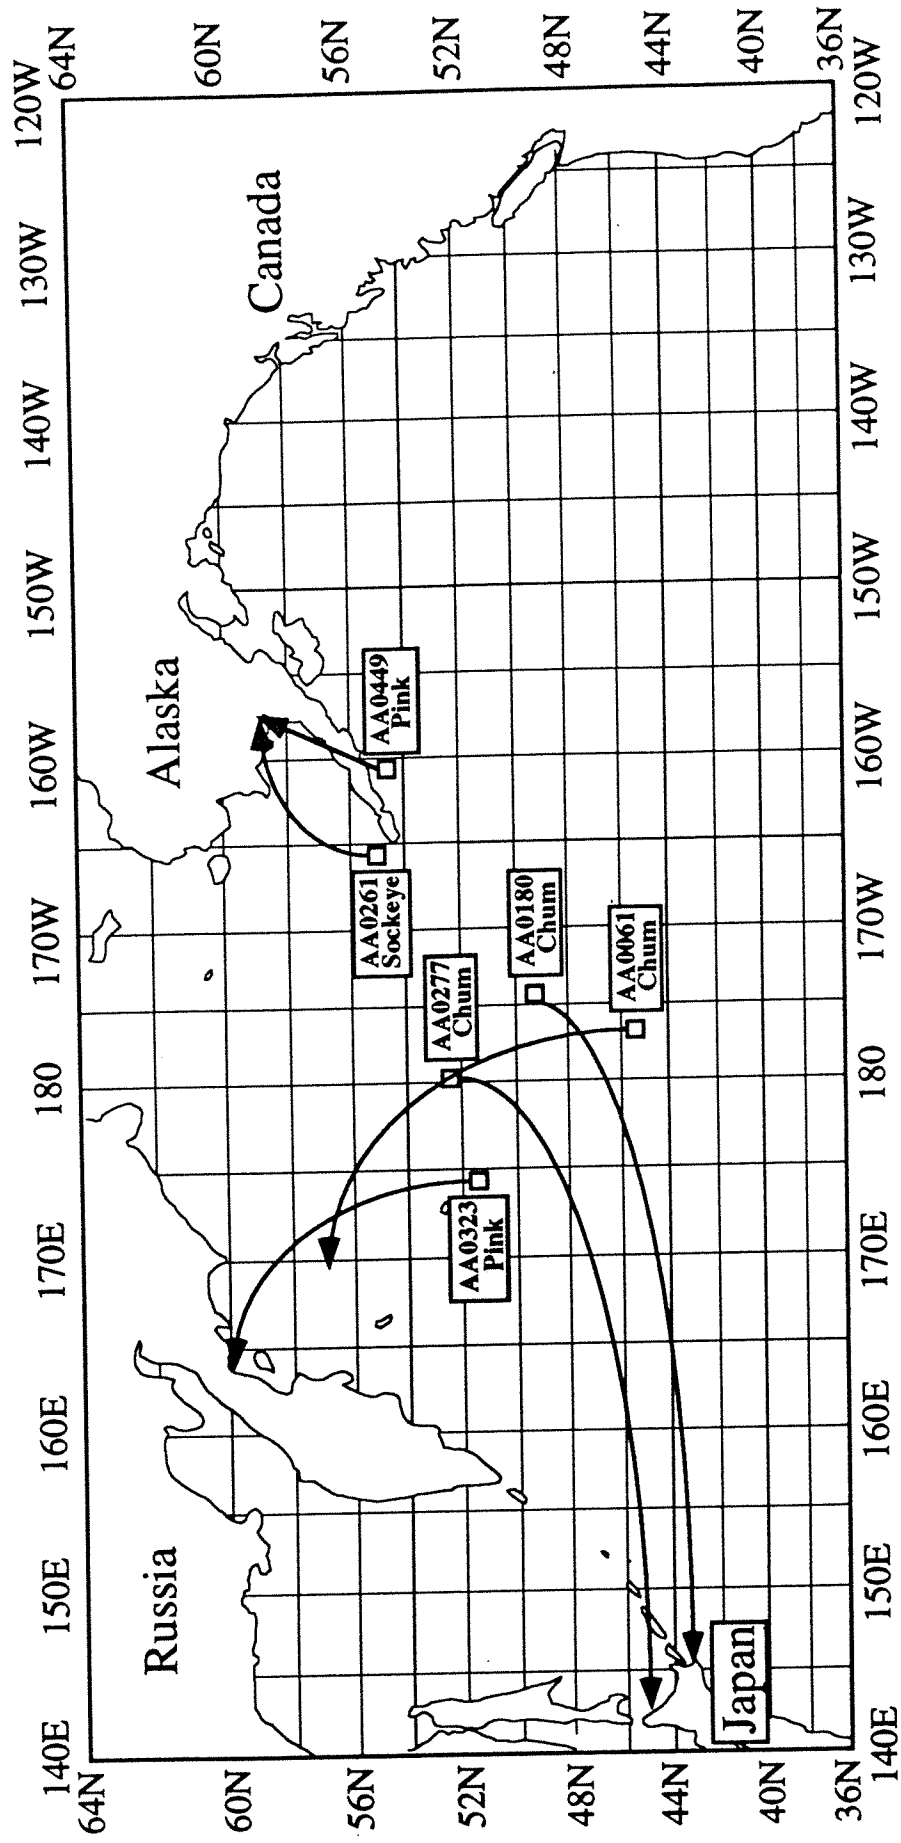 140E
150E
160E
170E
180
170W
160W
150W
140W
130W
120W
64N
64N
60N
60N
56N
56N
52N
52N
48N
48N
44N
44N
40N
40N
36N
36N
Russia
Alaska
Canada
AA0449
Pink
AA0261
Sockeye
AA0277
Chum
AA0180
Chum
AA0061
Chum
AA0323
Pink
Japan
140E
150E
160E
170E
180
170W
160W
150W
140W
130W
120W